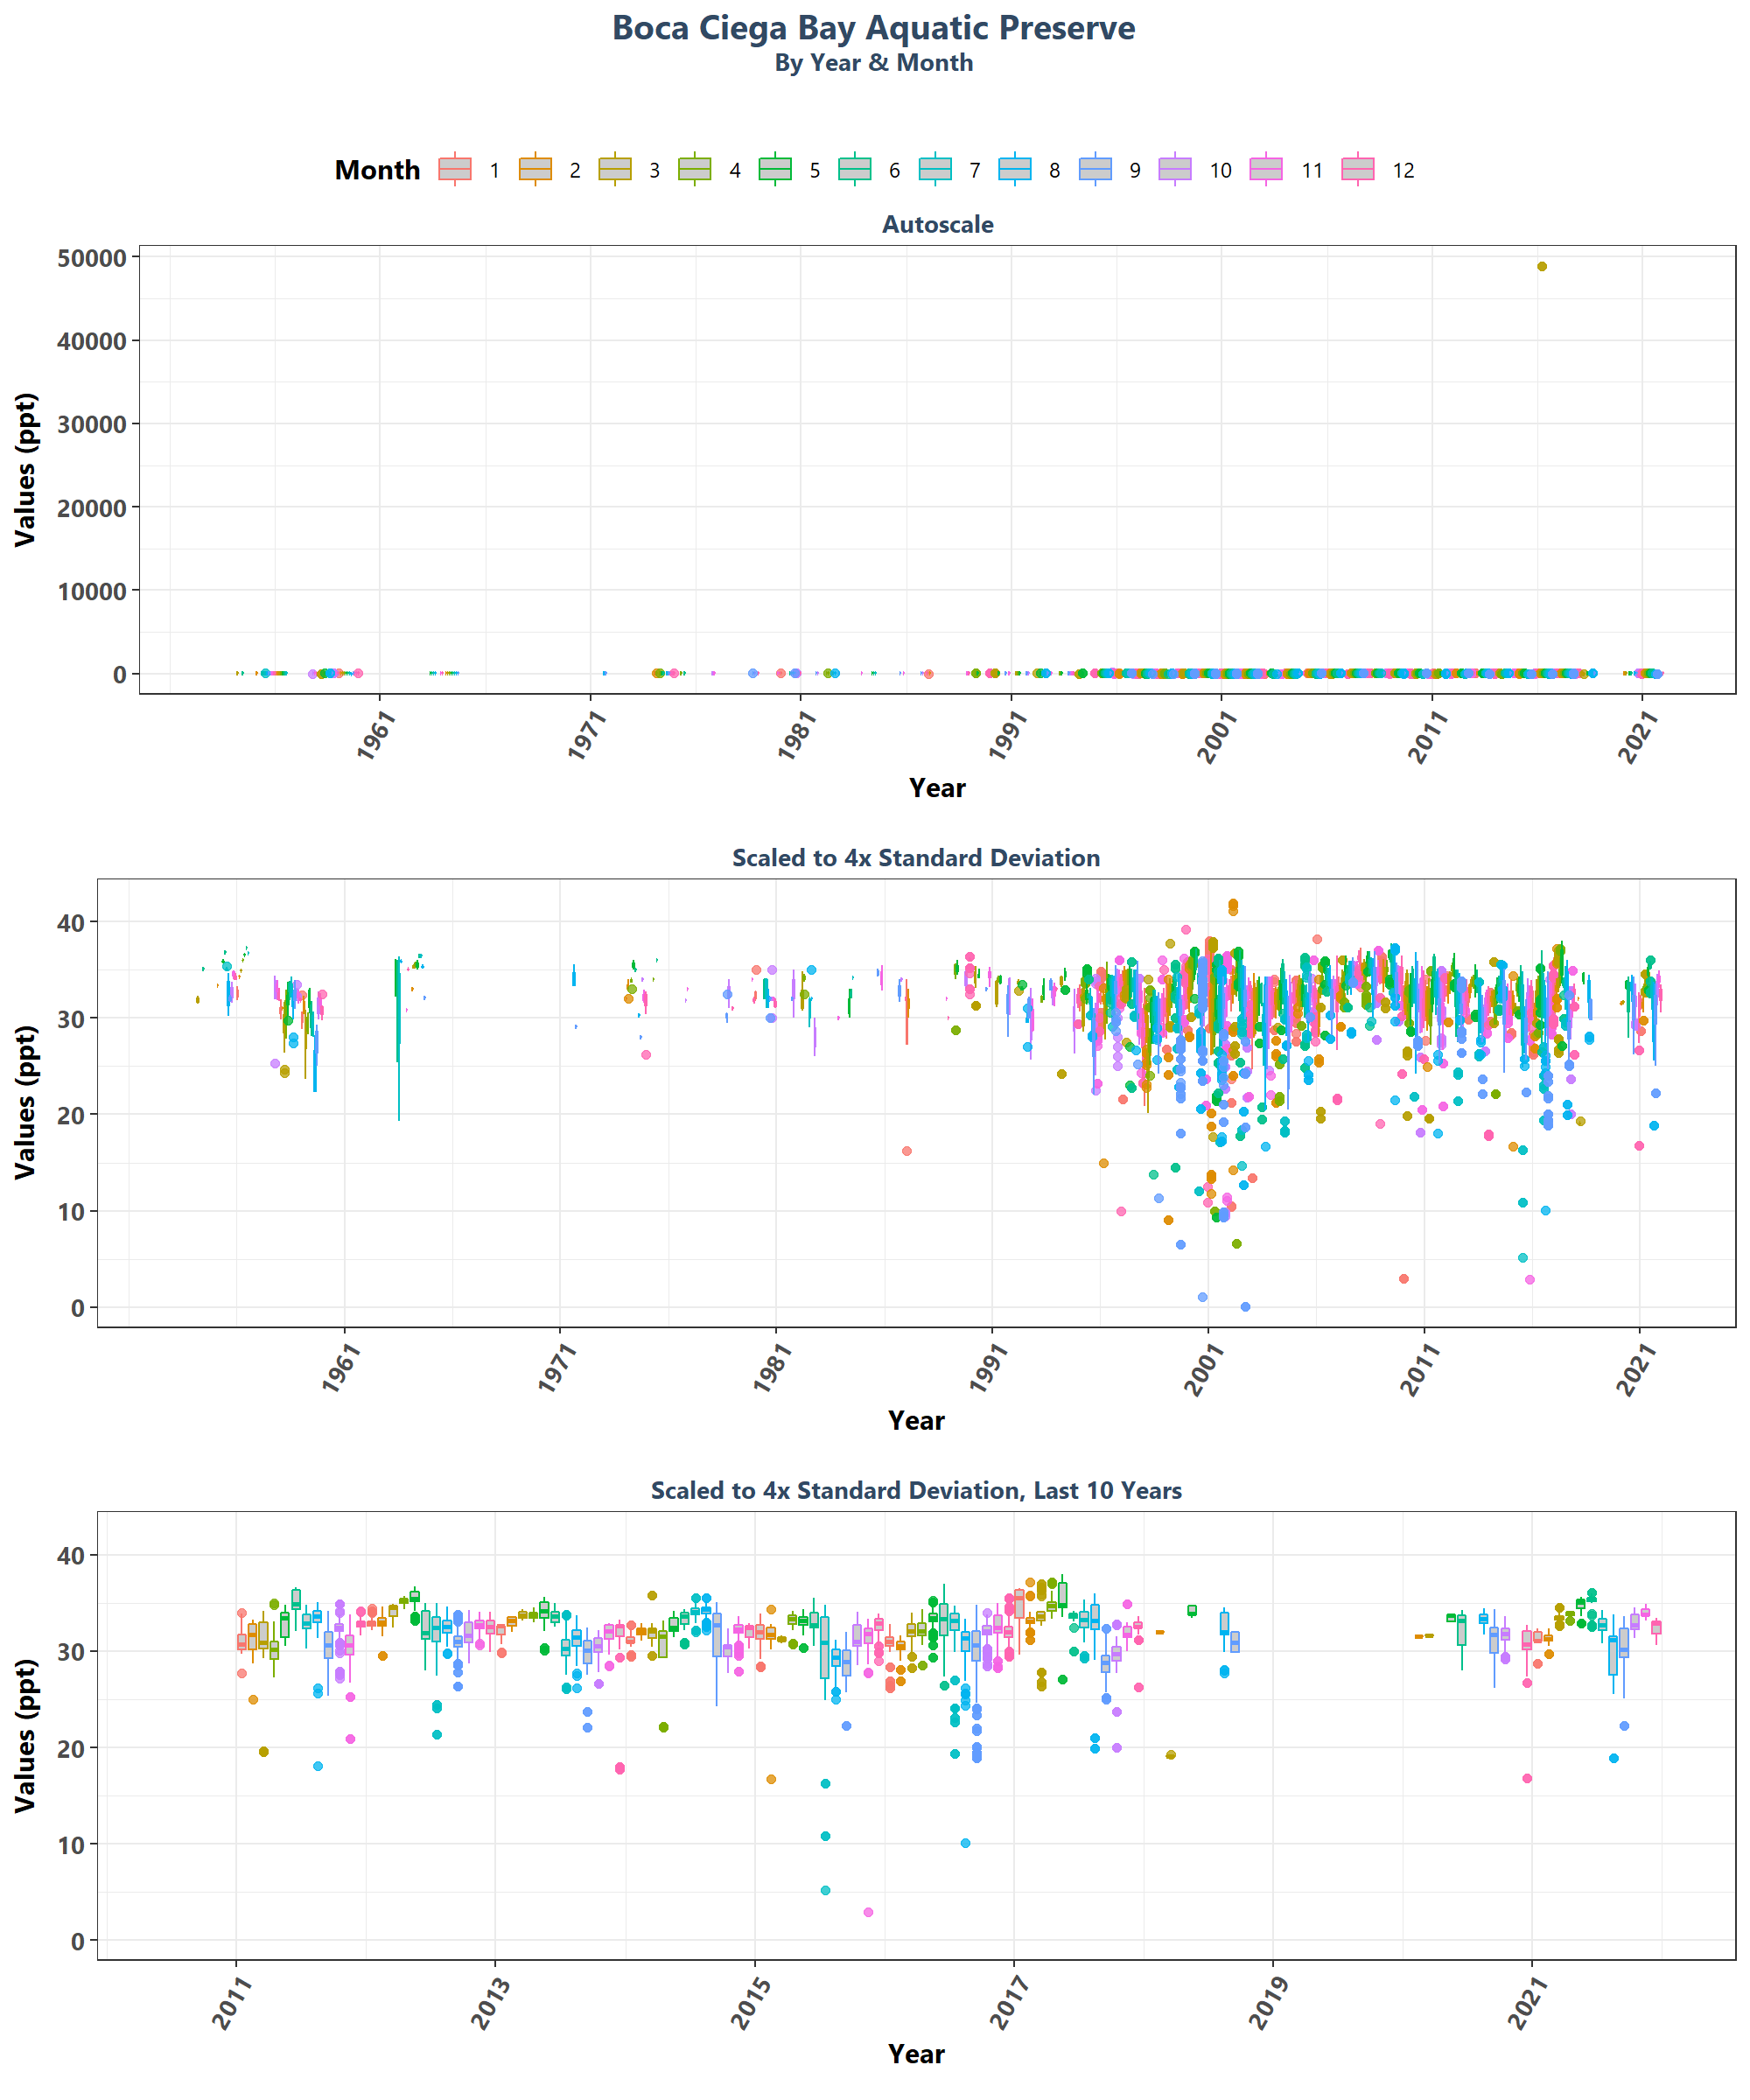 Boca Ciega Bay Aquatic Preserve
By Year & Month
Month 1 2 3 4 5 6 7 8 9 10 11 12
Autoscale
Values (ppt)
50000
40000
30000
20000
10000
0
1961 1971 1981 1991 2001 2011 2021
Year
Scaled to 4x Standard Deviation
Values (ppt)
40
30
20
10
0
1961 1971 1981 1991 2001 2011 2021
Year
Scaled to 4x Standard Deviation, Last 10 Years
Values (ppt)
40
30
20
10
0
2011 2013 2015 2017 2019 2021
Year